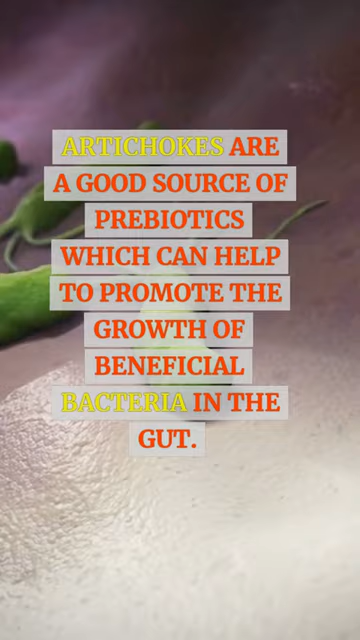 ARTICHOKES ARE
A GOOD SOURCE OF
PREBIOTICS
WHICH CAN HELP
TO PROMOTE THE
GROWTH OF
BENEFICIAL
BACTERIA IN THE
GUT.